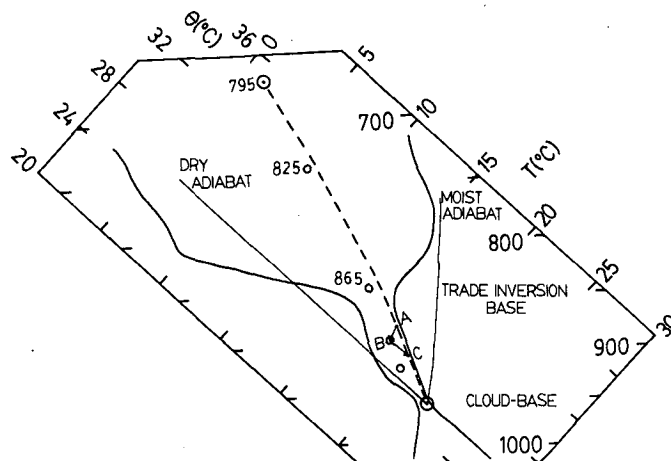 θ(°C)
36
0
32
28
24
20
5
10
15
T(°C)
20
25
30
700
800
900
1000
795
825
865
DRY
ADIABAT
MOIST
ADIABAT
TRADE INVERSION
BASE
A
B
C
CLOUD-BASE